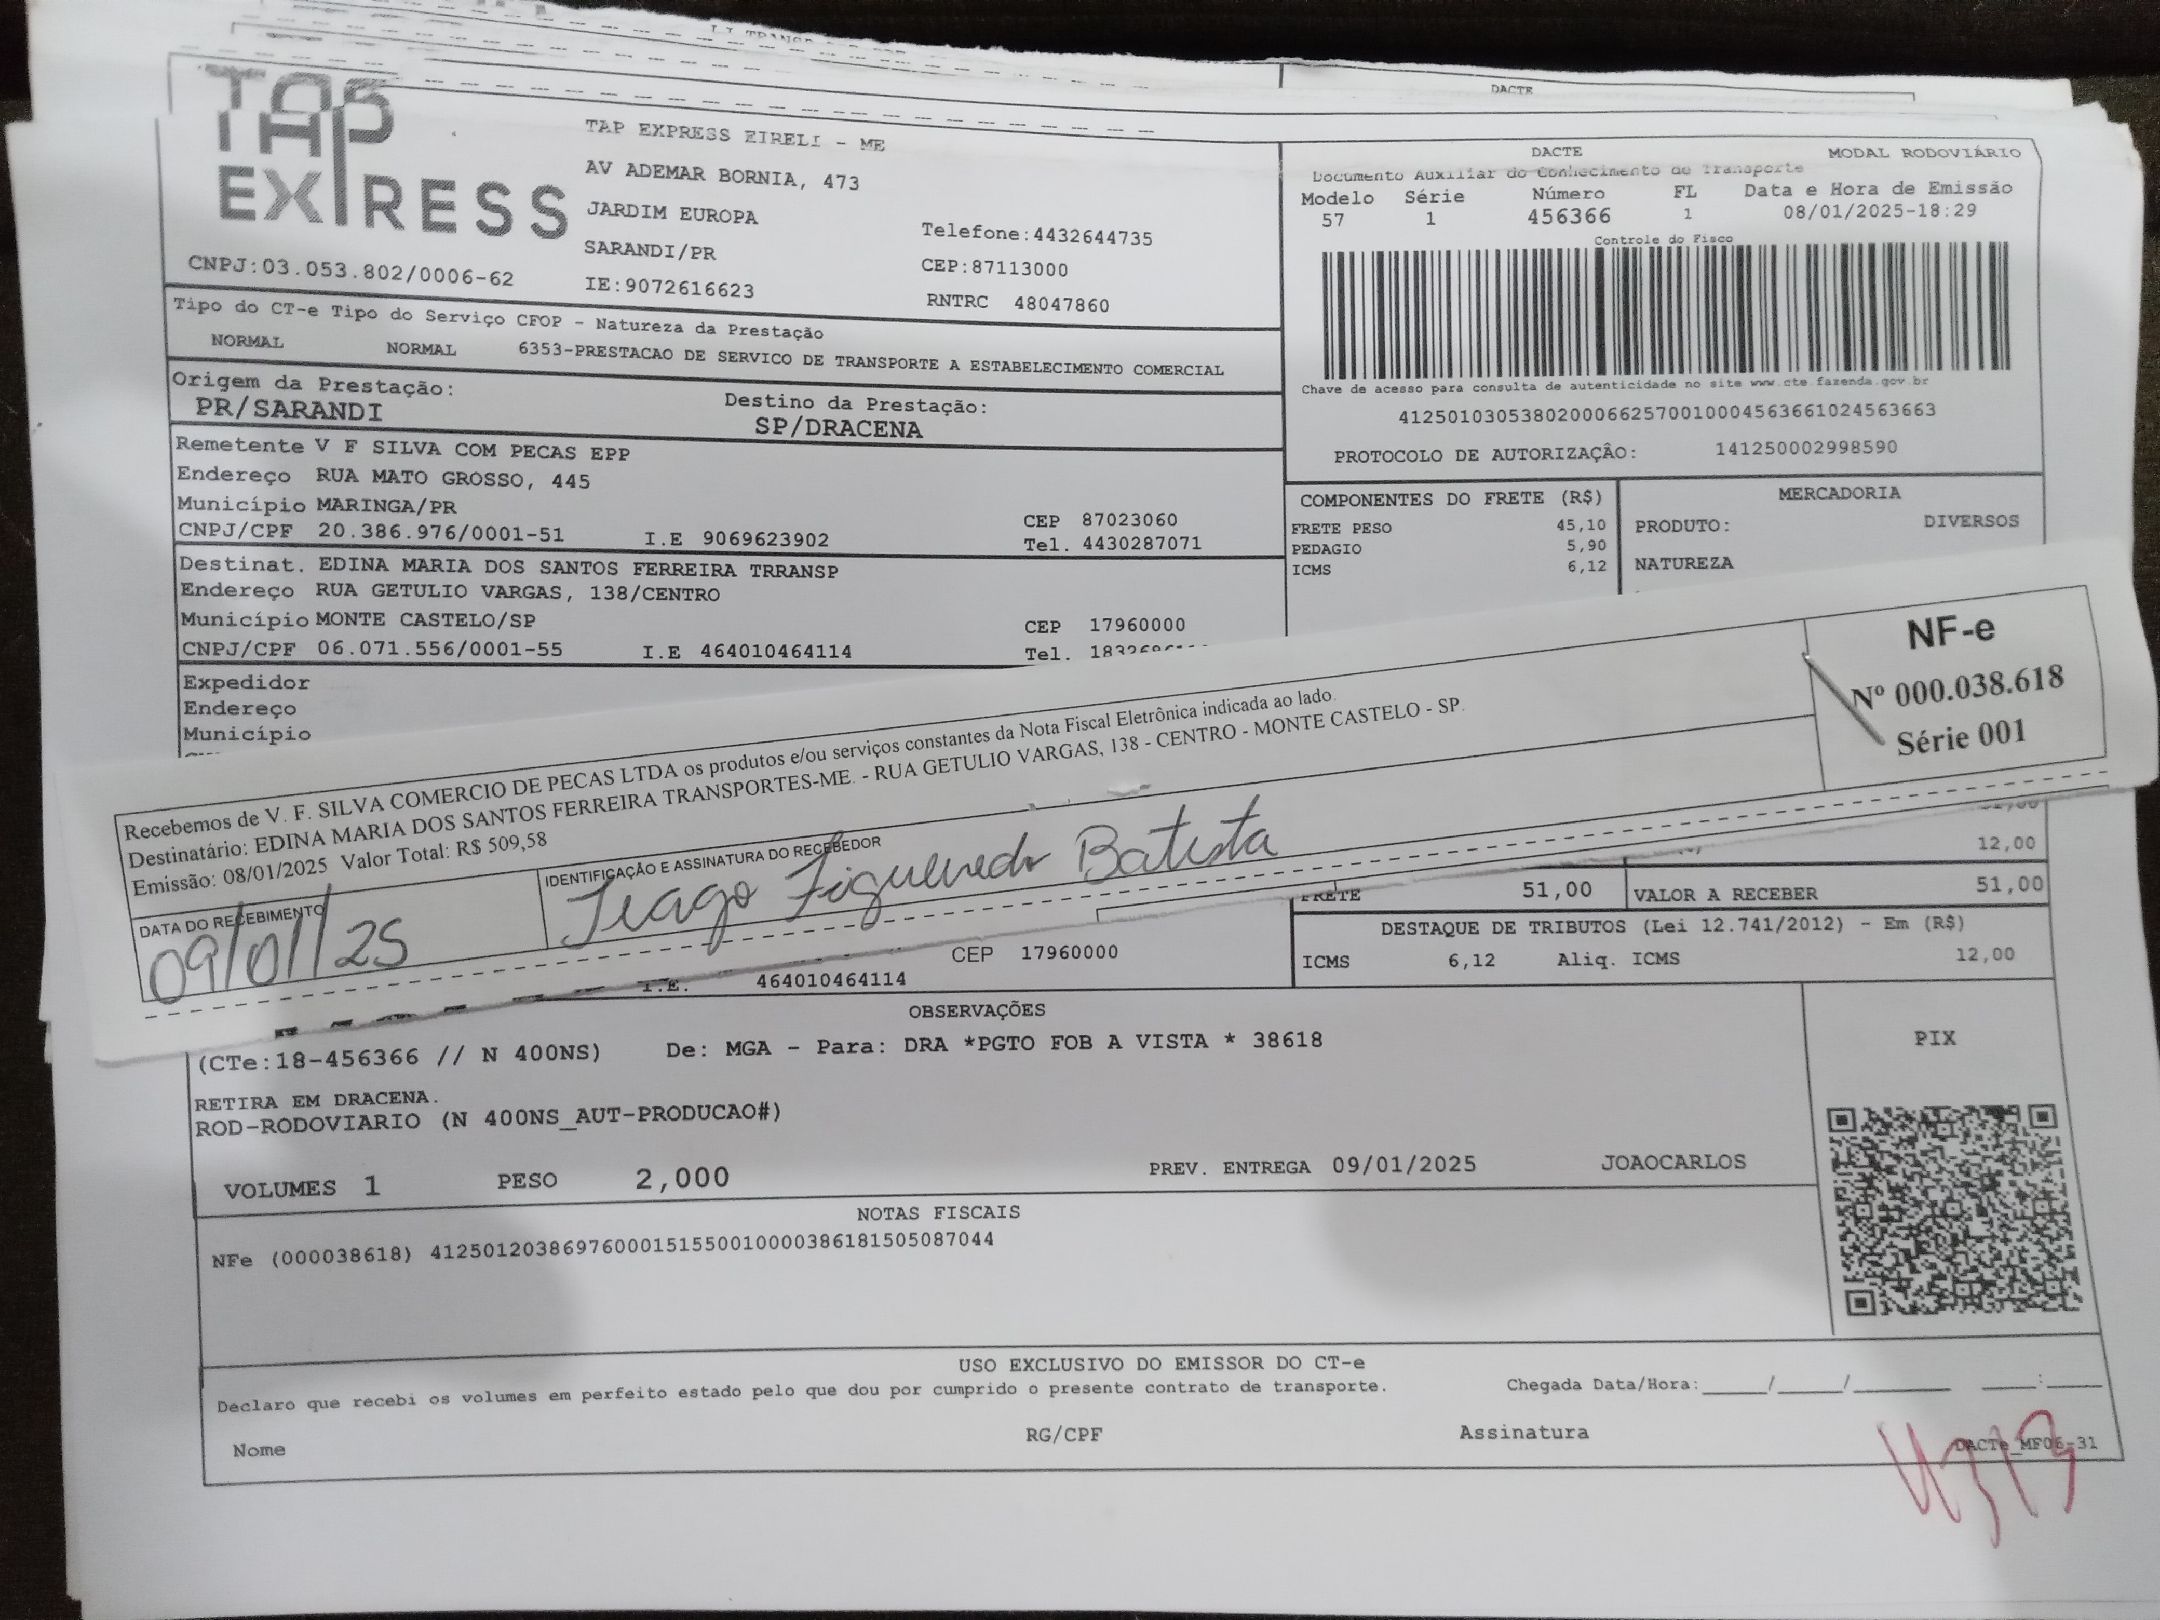 DACTE
TAP
EXPRESS
TAP EXPRESS EIRELI - ME
AV ADEMAR BORNIA, 473
JARDIM EUROPA
SARANDI/PR
IE:9072616623
Telefone:4432644735
CEP:87113000
RNTRC 48047860
CNPJ:03.053.802/0006-62
DACTE
MODAL RODOVIÁRIO
Documento Auxiliar do Conhecimento de Transporte
Modelo Série Número FL Data e Hora de Emissão
57 1 456366 1 08/01/2025-18:29
Controle do Fisco
Chave de acesso para consulta de autenticidade no site www.cte.fazenda.gov.br
41250103053802000662570010004563661024563663
PROTOCOLO DE AUTORIZAÇÂO: 141250002998590
Tipo do CT-e Tipo do Serviço CFOP - Natureza da Prestação
NORMAL NORMAL 6353-PRESTACAO DE SERVICO DE TRANSPORTE A ESTABELECIMENTO COMERCIAL
Origem da Prestação: Destino da Prestação:
PR/SARANDI SP/DRACENA
Remetente V F SILVA COM PECAS EPP
Endereço RUA MATO GROSSO, 445
Município MARINGA/PR CEP 87023060
CNPJ/CPF 20.386.976/0001-51 I.E 9069623902 Tel. 4430287071
Destinat. EDINA MARIA DOS SANTOS FERREIRA TRRANSP
Endereço RUA GETULIO VARGAS, 138/CENTRO
Município MONTE CASTELO/SP CEP 17960000
CNPJ/CPF 06.071.556/0001-55 I.E 464010464114 Tel.
Expedidor
Endereço
Município
COMPONENTES DO FRETE (R$)
FRETE PESO 45,10
PEDAGIO 5,90
ICMS 6,12
MERCADORIA
PRODUTO: DIVERSOS
NATUREZA
Recebemos de V. F. SILVA COMERCIO DE PECAS LTDA os produtos e/ou serviços constantes da Nota Fiscal Eletrônica indicada ao lado.
Destinatário: EDINA MARIA DOS SANTOS FERREIRA TRANSPORTES-ME. - RUA GETULIO VARGAS, 138 - CENTRO - MONTE CASTELO - SP.
Emissão: 08/01/2025 Valor Total: R$ 509,58
NF-e
Nº 000.038.618
Série 001
DATA DO RECEBIMENTO
09/01/25
IDENTIFICAÇÃO E ASSINATURA DO RECEBEDOR
Tiago Figueiredo Batista
12,00
FRETE 51,00 VALOR A RECEBER 51,00
DESTAQUE DE TRIBUTOS (Lei 12.741/2012) - Em (R$)
ICMS 6,12 Aliq. ICMS 12,00
CEP 17960000
I.E. 464010464114
OBSERVAÇÕES
(CTe:18-456366 // N 400NS) De: MGA - Para: DRA *PGTO FOB A VISTA * 38618
RETIRA EM DRACENA.
ROD-RODOVIARIO (N 400NS_AUT-PRODUCAO#)
VOLUMES 1 PESO 2,000 PREV. ENTREGA 09/01/2025 JOAOCARLOS
PIX
NOTAS FISCAIS
NFe (000038618) 41250120386976000151550010000386181505087044
USO EXCLUSIVO DO EMISSOR DO CT-e
Declaro que recebi os volumes em perfeito estado pelo que dou por cumprido o presente contrato de transporte. Chegada Data/Hora:_____/_____/________ ____:____
Nome RG/CPF Assinatura
DACTe_MF06-31